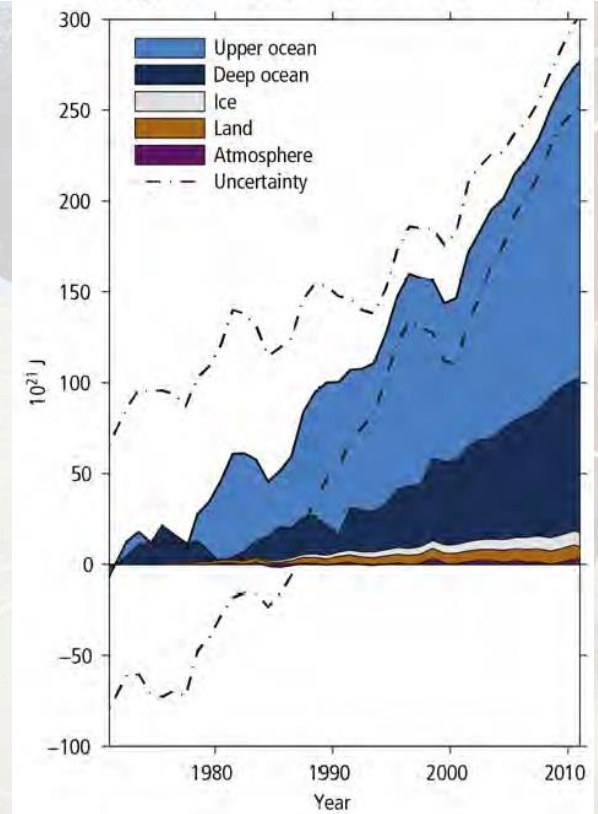 300
250
200
150
100
50
0
−50
−100
10²¹ J
Upper ocean
Deep ocean
Ice
Land
Atmosphere
Uncertainty
1980 1990 2000 2010
Year